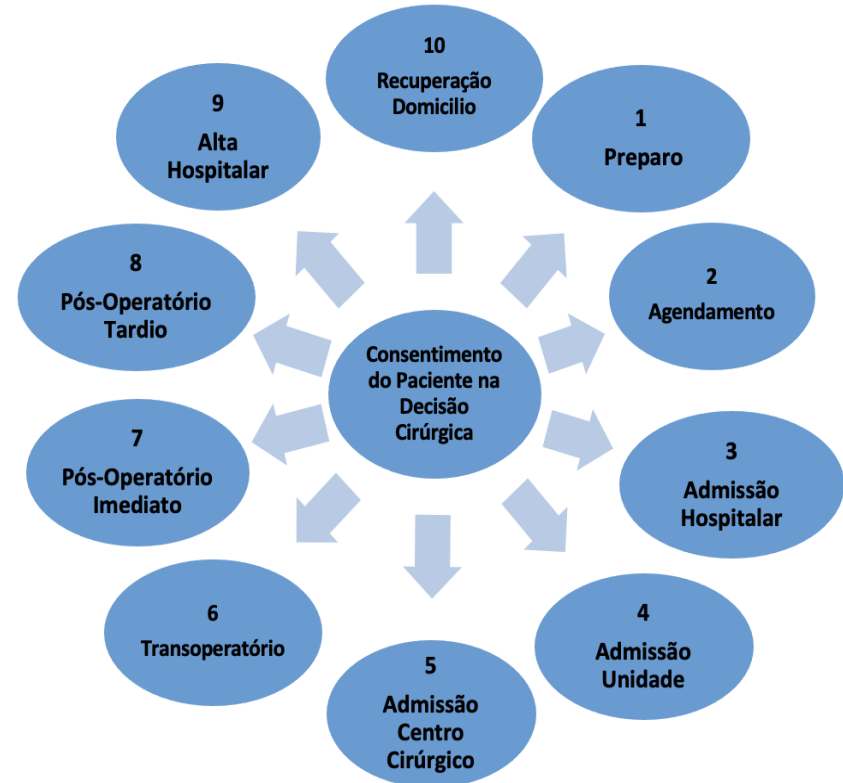 10
Recuperação
Domicilio
1
Preparo
2
Agendamento
3
Admissão
Hospitalar
4
Admissão
Unidade
5
Admissão
Centro
Cirúrgico
6
Transoperatório
7
Pós-Operatório
Imediato
8
Pós-Operatório
Tardio
9
Alta
Hospitalar
Consentimento
do Paciente na
Decisão
Cirúrgica